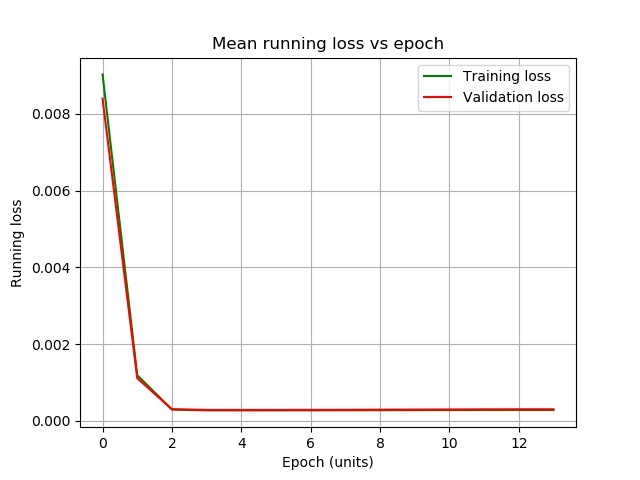 Mean running loss vs epoch
Training loss
Validation loss
0.008
0.006
0.004
0.002
0.000
Running loss
0 2 4 6 8 10 12
Epoch (units)